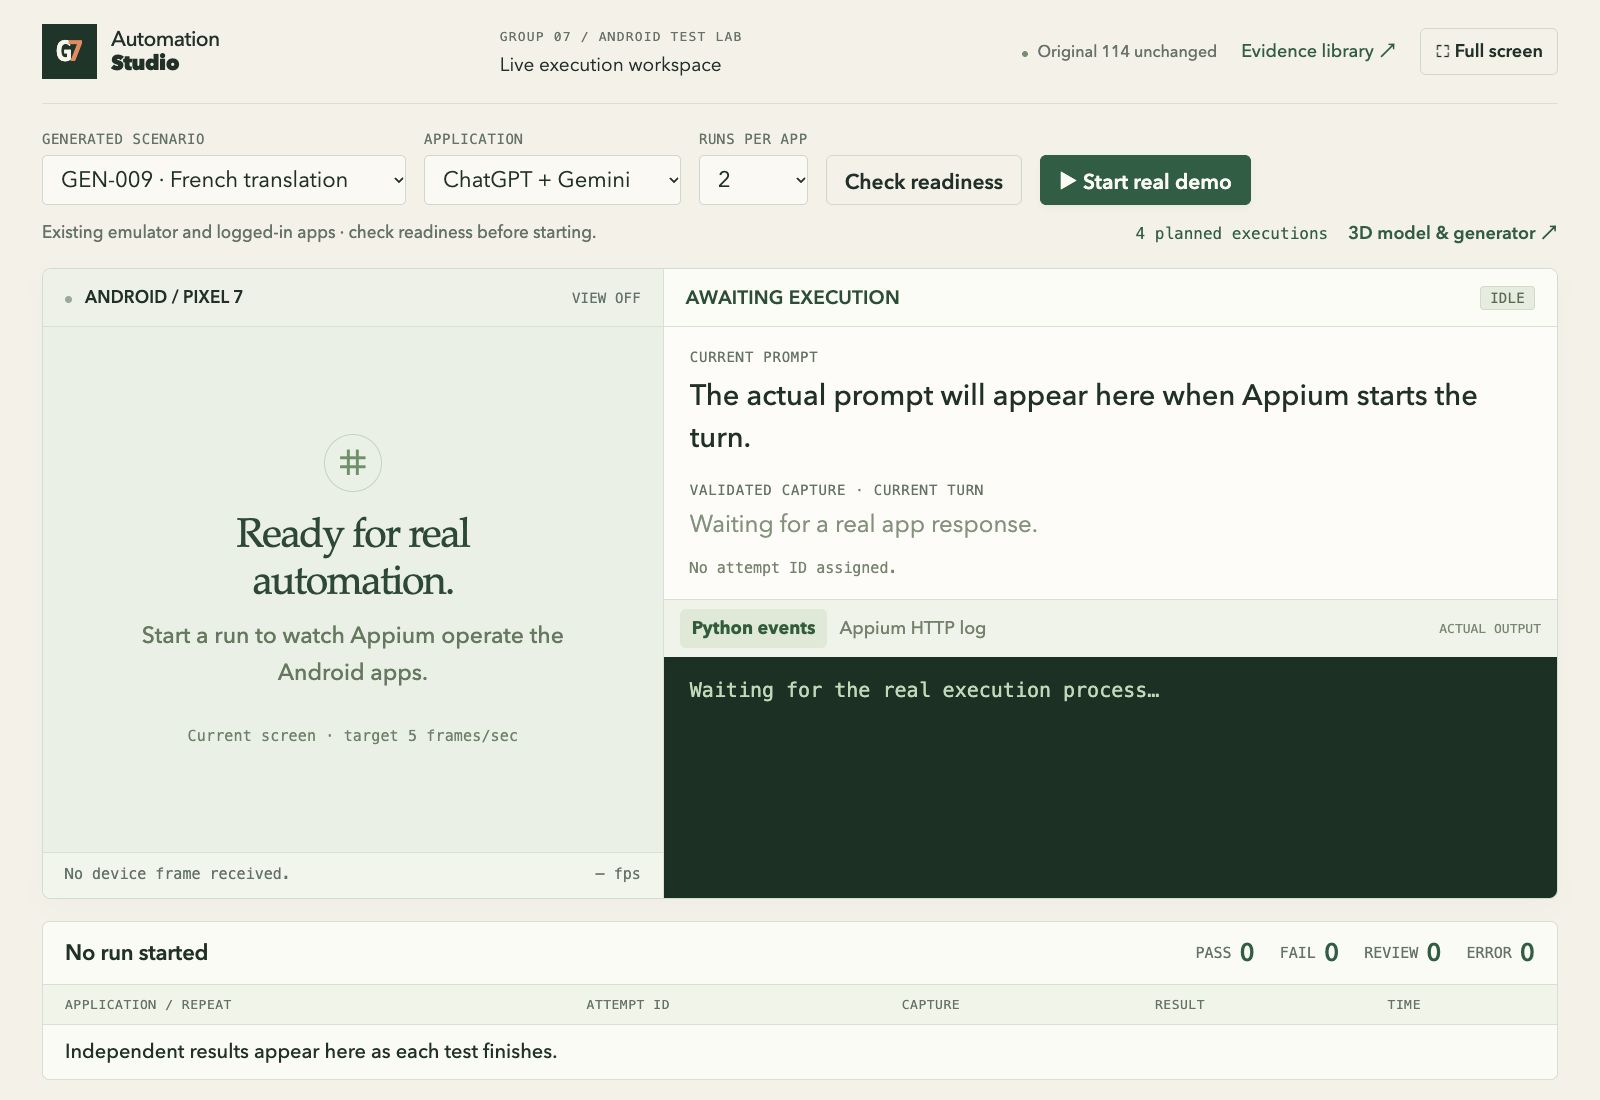 G7
Automation
Studio
GROUP 07 / ANDROID TEST LAB
Live execution workspace
Original 114 unchanged
Evidence library ↗
Full screen
GENERATED SCENARIO
APPLICATION
RUNS PER APP
GEN-009 · French translation
ChatGPT + Gemini
2
Check readiness
▶ Start real demo
Existing emulator and logged-in apps · check readiness before starting.
4 planned executions
3D model & generator ↗
ANDROID / PIXEL 7
VIEW OFF
Ready for real
automation.
Start a run to watch Appium operate the
Android apps.
Current screen · target 5 frames/sec
No device frame received.
— fps
AWAITING EXECUTION
IDLE
CURRENT PROMPT
The actual prompt will appear here when Appium starts the
turn.
VALIDATED CAPTURE · CURRENT TURN
Waiting for a real app response.
No attempt ID assigned.
Python events
Appium HTTP log
ACTUAL OUTPUT
Waiting for the real execution process…
No run started
PASS 0
FAIL 0
REVIEW 0
ERROR 0
APPLICATION / REPEAT
ATTEMPT ID
CAPTURE
RESULT
TIME
Independent results appear here as each test finishes.